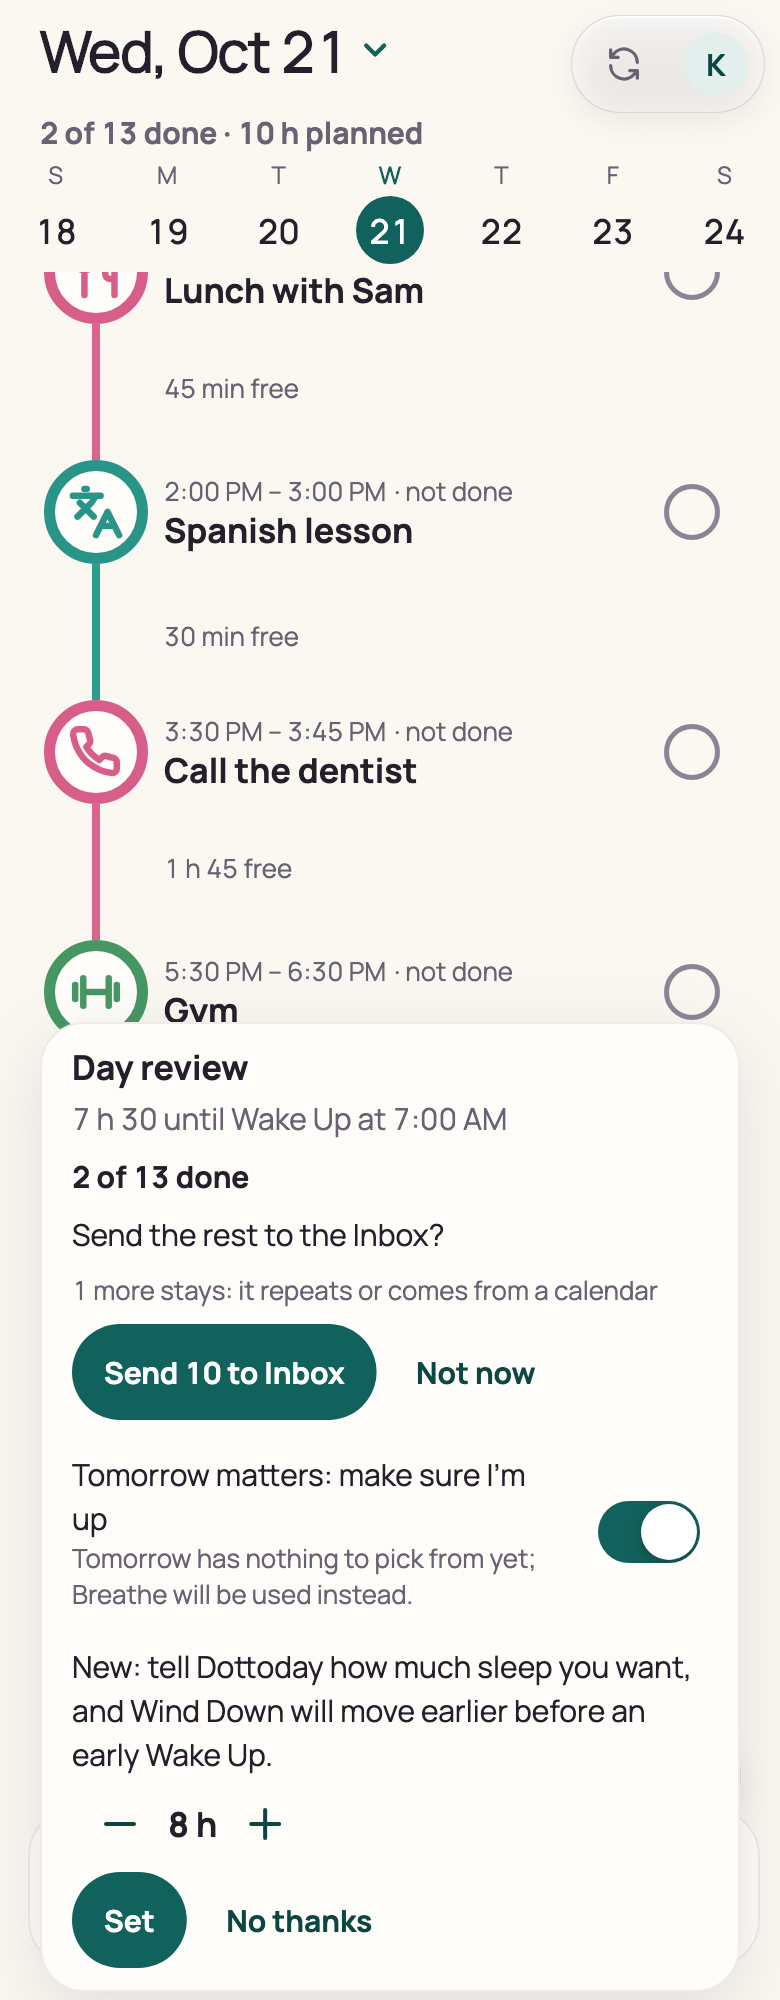 Wed, Oct 21
K
2 of 13 done · 10 h planned
S M T W T F S
18 19 20 21 22 23 24
Lunch with Sam
45 min free
2:00 PM – 3:00 PM · not done
Spanish lesson
30 min free
3:30 PM – 3:45 PM · not done
Call the dentist
1 h 45 free
5:30 PM – 6:30 PM · not done
Gym
Day review
7 h 30 until Wake Up at 7:00 AM
2 of 13 done
Send the rest to the Inbox?
1 more stays: it repeats or comes from a calendar
Send 10 to Inbox Not now
Tomorrow matters: make sure I’m
up
Tomorrow has nothing to pick from yet;
Breathe will be used instead.
New: tell Dottoday how much sleep you want,
and Wind Down will move earlier before an
early Wake Up.
− 8 h +
Set No thanks